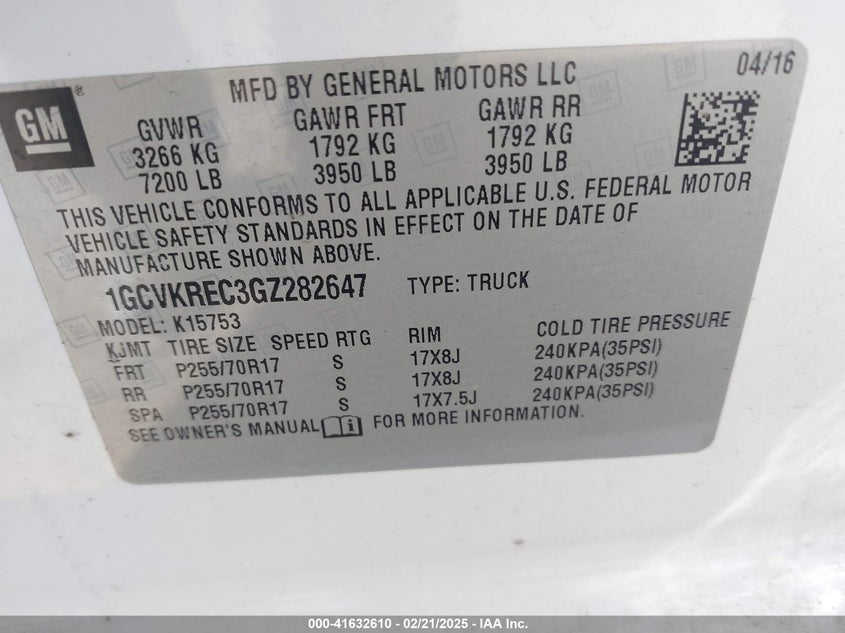 GM
®
MFD BY GENERAL MOTORS LLC
04/16
GVWR GAWR FRT GAWR RR
3266 KG 1792 KG 1792 KG
7200 LB 3950 LB 3950 LB
THIS VEHICLE CONFORMS TO ALL APPLICABLE U.S. FEDERAL MOTOR
VEHICLE SAFETY STANDARDS IN EFFECT ON THE DATE OF
MANUFACTURE SHOWN ABOVE.
1GCVKREC3GZ282647 TYPE: TRUCK
MODEL: K15753
KJMT TIRE SIZE SPEED RTG RIM COLD TIRE PRESSURE
FRT P255/70R17 S 17X8J 240KPA(35PSI)
RR P255/70R17 S 17X8J 240KPA(35PSI)
SPA P255/70R17 S 17X7.5J 240KPA(35PSI)
SEE OWNER'S MANUAL FOR MORE INFORMATION.
000-41632610 - 02/21/2025 - IAA Inc.